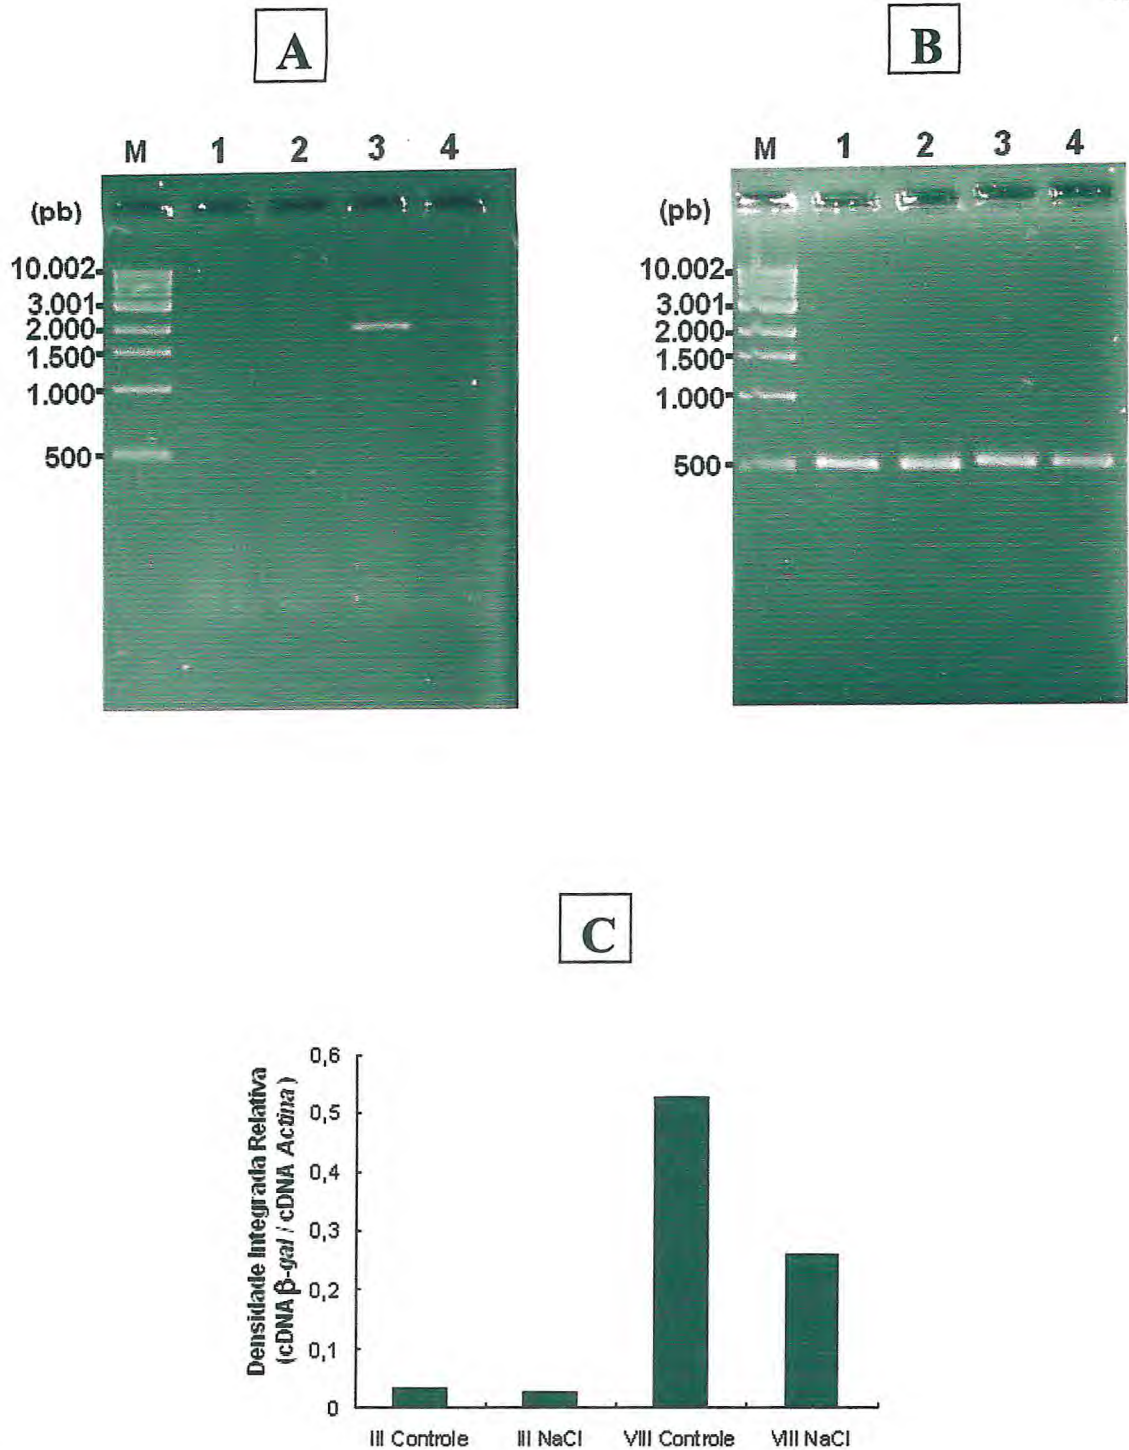 A
B
M 1 2 3 4
(pb)
10.002
3.001
2.000
1.500
1.000
500
M 1 2 3 4
(pb)
10.002
3.001
2.000
1.500
1.000
500
C
Densidade Integrada Relativa
(cDNA β-gal / cDNA Actina)
0,6
0,5
0,4
0,3
0,2
0,1
0
III Controle III NaCl VIII Controle VIII NaCl